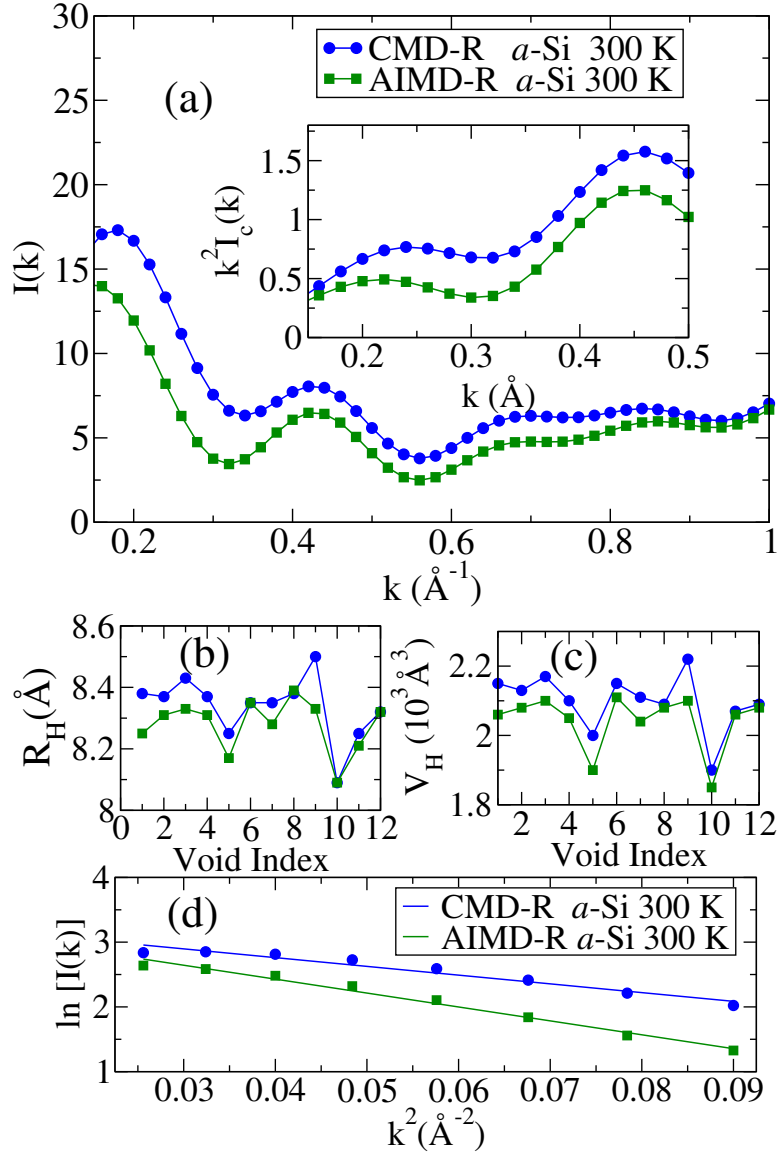 30
25
20
15
10
5
0
I(k)
(a)
CMD-R a-Si 300 K
AIMD-R a-Si 300 K
1.5
1
0.5
0
k²I_c(k)
0.2 0.3 0.4 0.5
k (Å)
0.2 0.4 0.6 0.8 1
k (Å⁻¹)
8.6
8.4
8.2
8
R_H(Å)
(b)
0 2 4 6 8 10 12
Void Index
2.2
2
1.8
V_H (10³Å³)
(c)
2 4 6 8 10 12
Void Index
4
3
2
1
ln [I(k)]
(d)
CMD-R a-Si 300 K
AIMD-R a-Si 300 K
0.03 0.04 0.05 0.06 0.07 0.08 0.09
k²(Å⁻²)